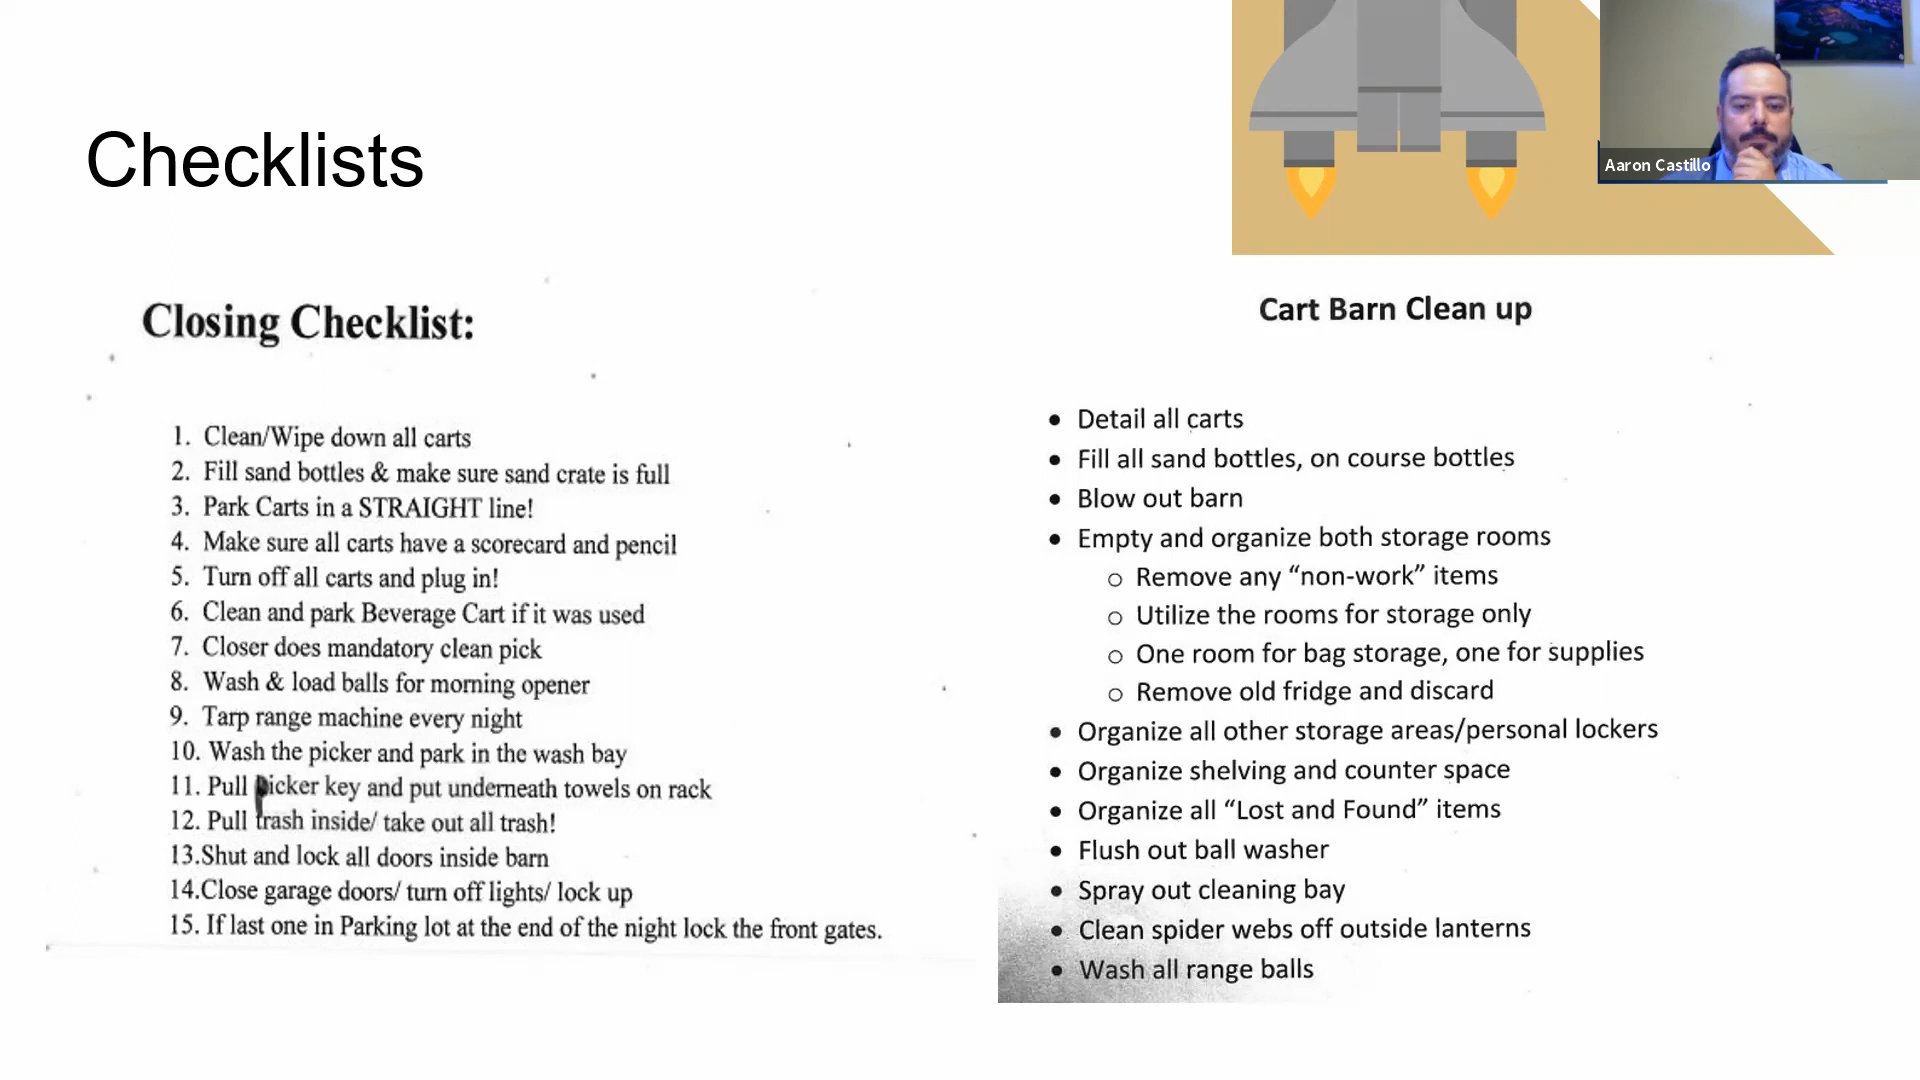 Checklists
Aaron Castillo
Closing Checklist:
1. Clean/Wipe down all carts
2. Fill sand bottles & make sure sand crate is full
3. Park Carts in a STRAIGHT line!
4. Make sure all carts have a scorecard and pencil
5. Turn off all carts and plug in!
6. Clean and park Beverage Cart if it was used
7. Closer does mandatory clean pick
8. Wash & load balls for morning opener
9. Tarp range machine every night
10. Wash the picker and park in the wash bay
11. Pull picker key and put underneath towels on rack
12. Pull trash inside/ take out all trash!
13.Shut and lock all doors inside barn
14.Close garage doors/ turn off lights/ lock up
15. If last one in Parking lot at the end of the night lock the front gates.
Cart Barn Clean up
• Detail all carts
• Fill all sand bottles, on course bottles
• Blow out barn
• Empty and organize both storage rooms
o Remove any “non-work” items
o Utilize the rooms for storage only
o One room for bag storage, one for supplies
o Remove old fridge and discard
• Organize all other storage areas/personal lockers
• Organize shelving and counter space
• Organize all “Lost and Found” items
• Flush out ball washer
• Spray out cleaning bay
• Clean spider webs off outside lanterns
• Wash all range balls